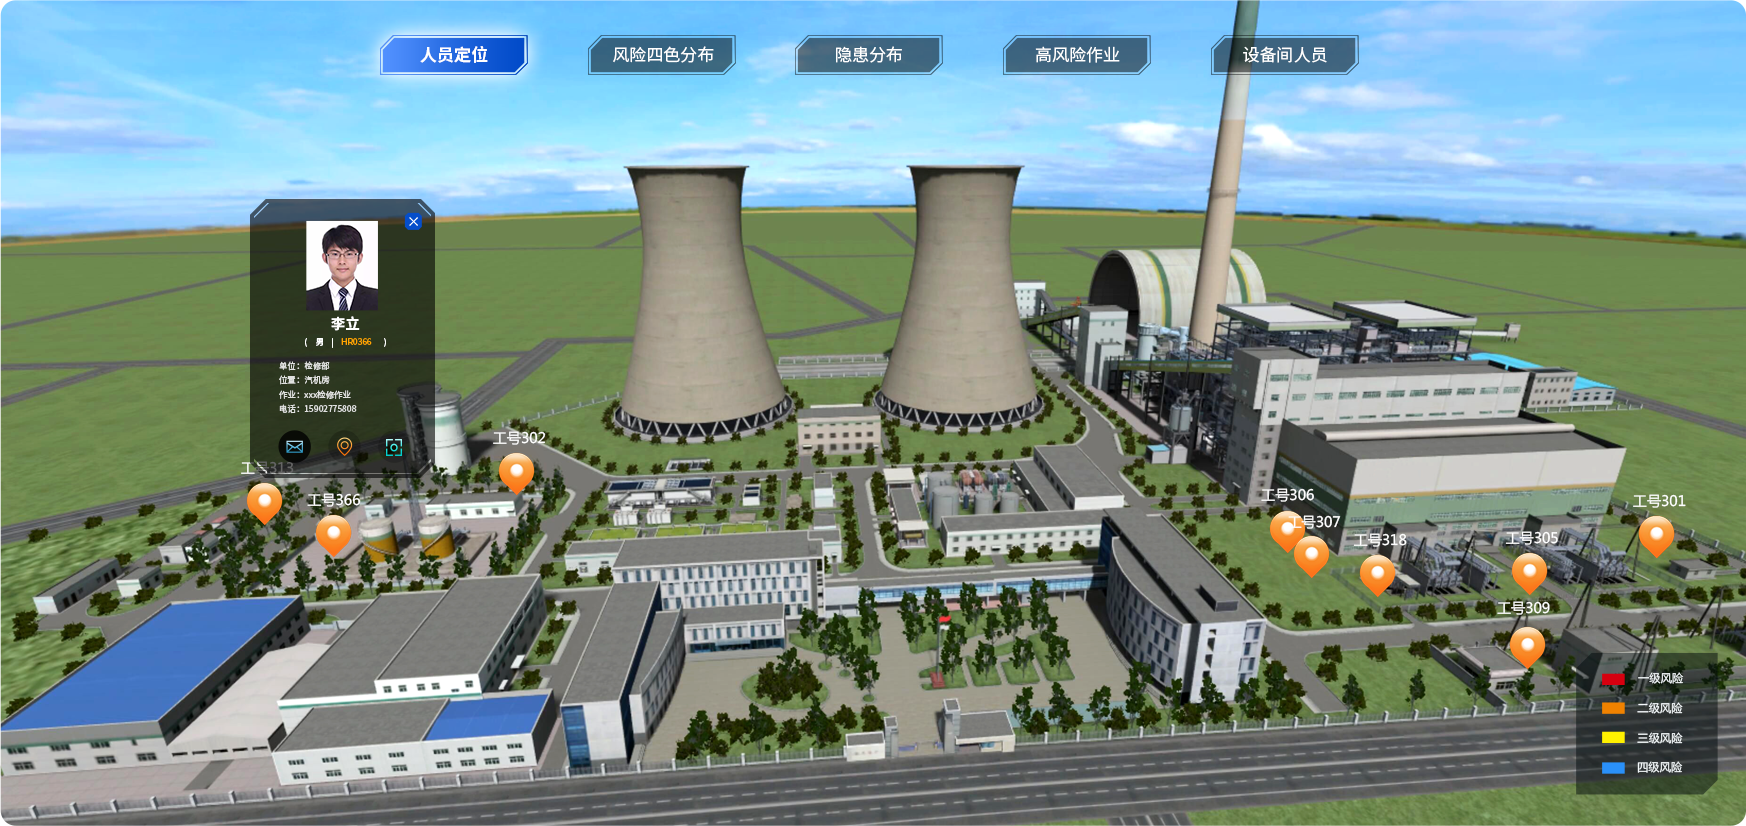 人员定位
风险四色分布
隐患分布
高风险作业
设备间人员
李立
( 男 | HR0366 )
单位：检修部
位置：汽机房
作业：xxx检修作业
电话：15902775808
工号313
工号366
工号302
工号306
工号307
工号318
工号305
工号301
工号309
一级风险
二级风险
三级风险
四级风险